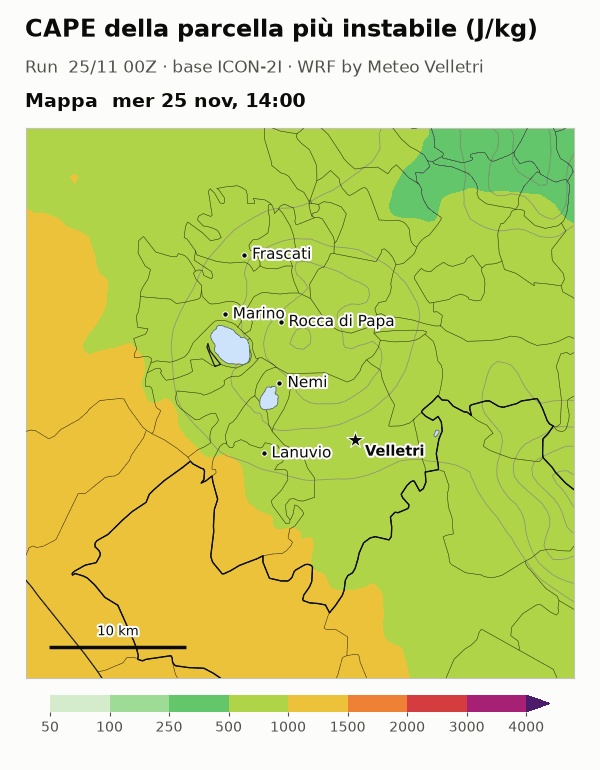 CAPE della parcella più instabile (J/kg)
Run  25/11 00Z · base ICON-2I · WRF by Meteo Velletri
Mappa  mer 25 nov, 14:00
Frascati
Marino
Rocca di Papa
Nemi
Velletri
Lanuvio
10 km
50 100 250 500 1000 1500 2000 3000 4000